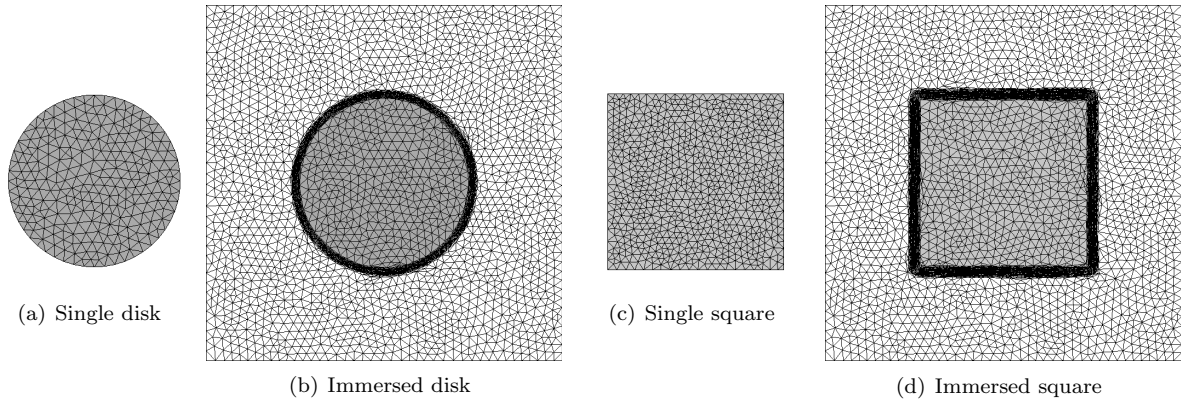 (a) Single disk
(b) Immersed disk
(c) Single square
(d) Immersed square